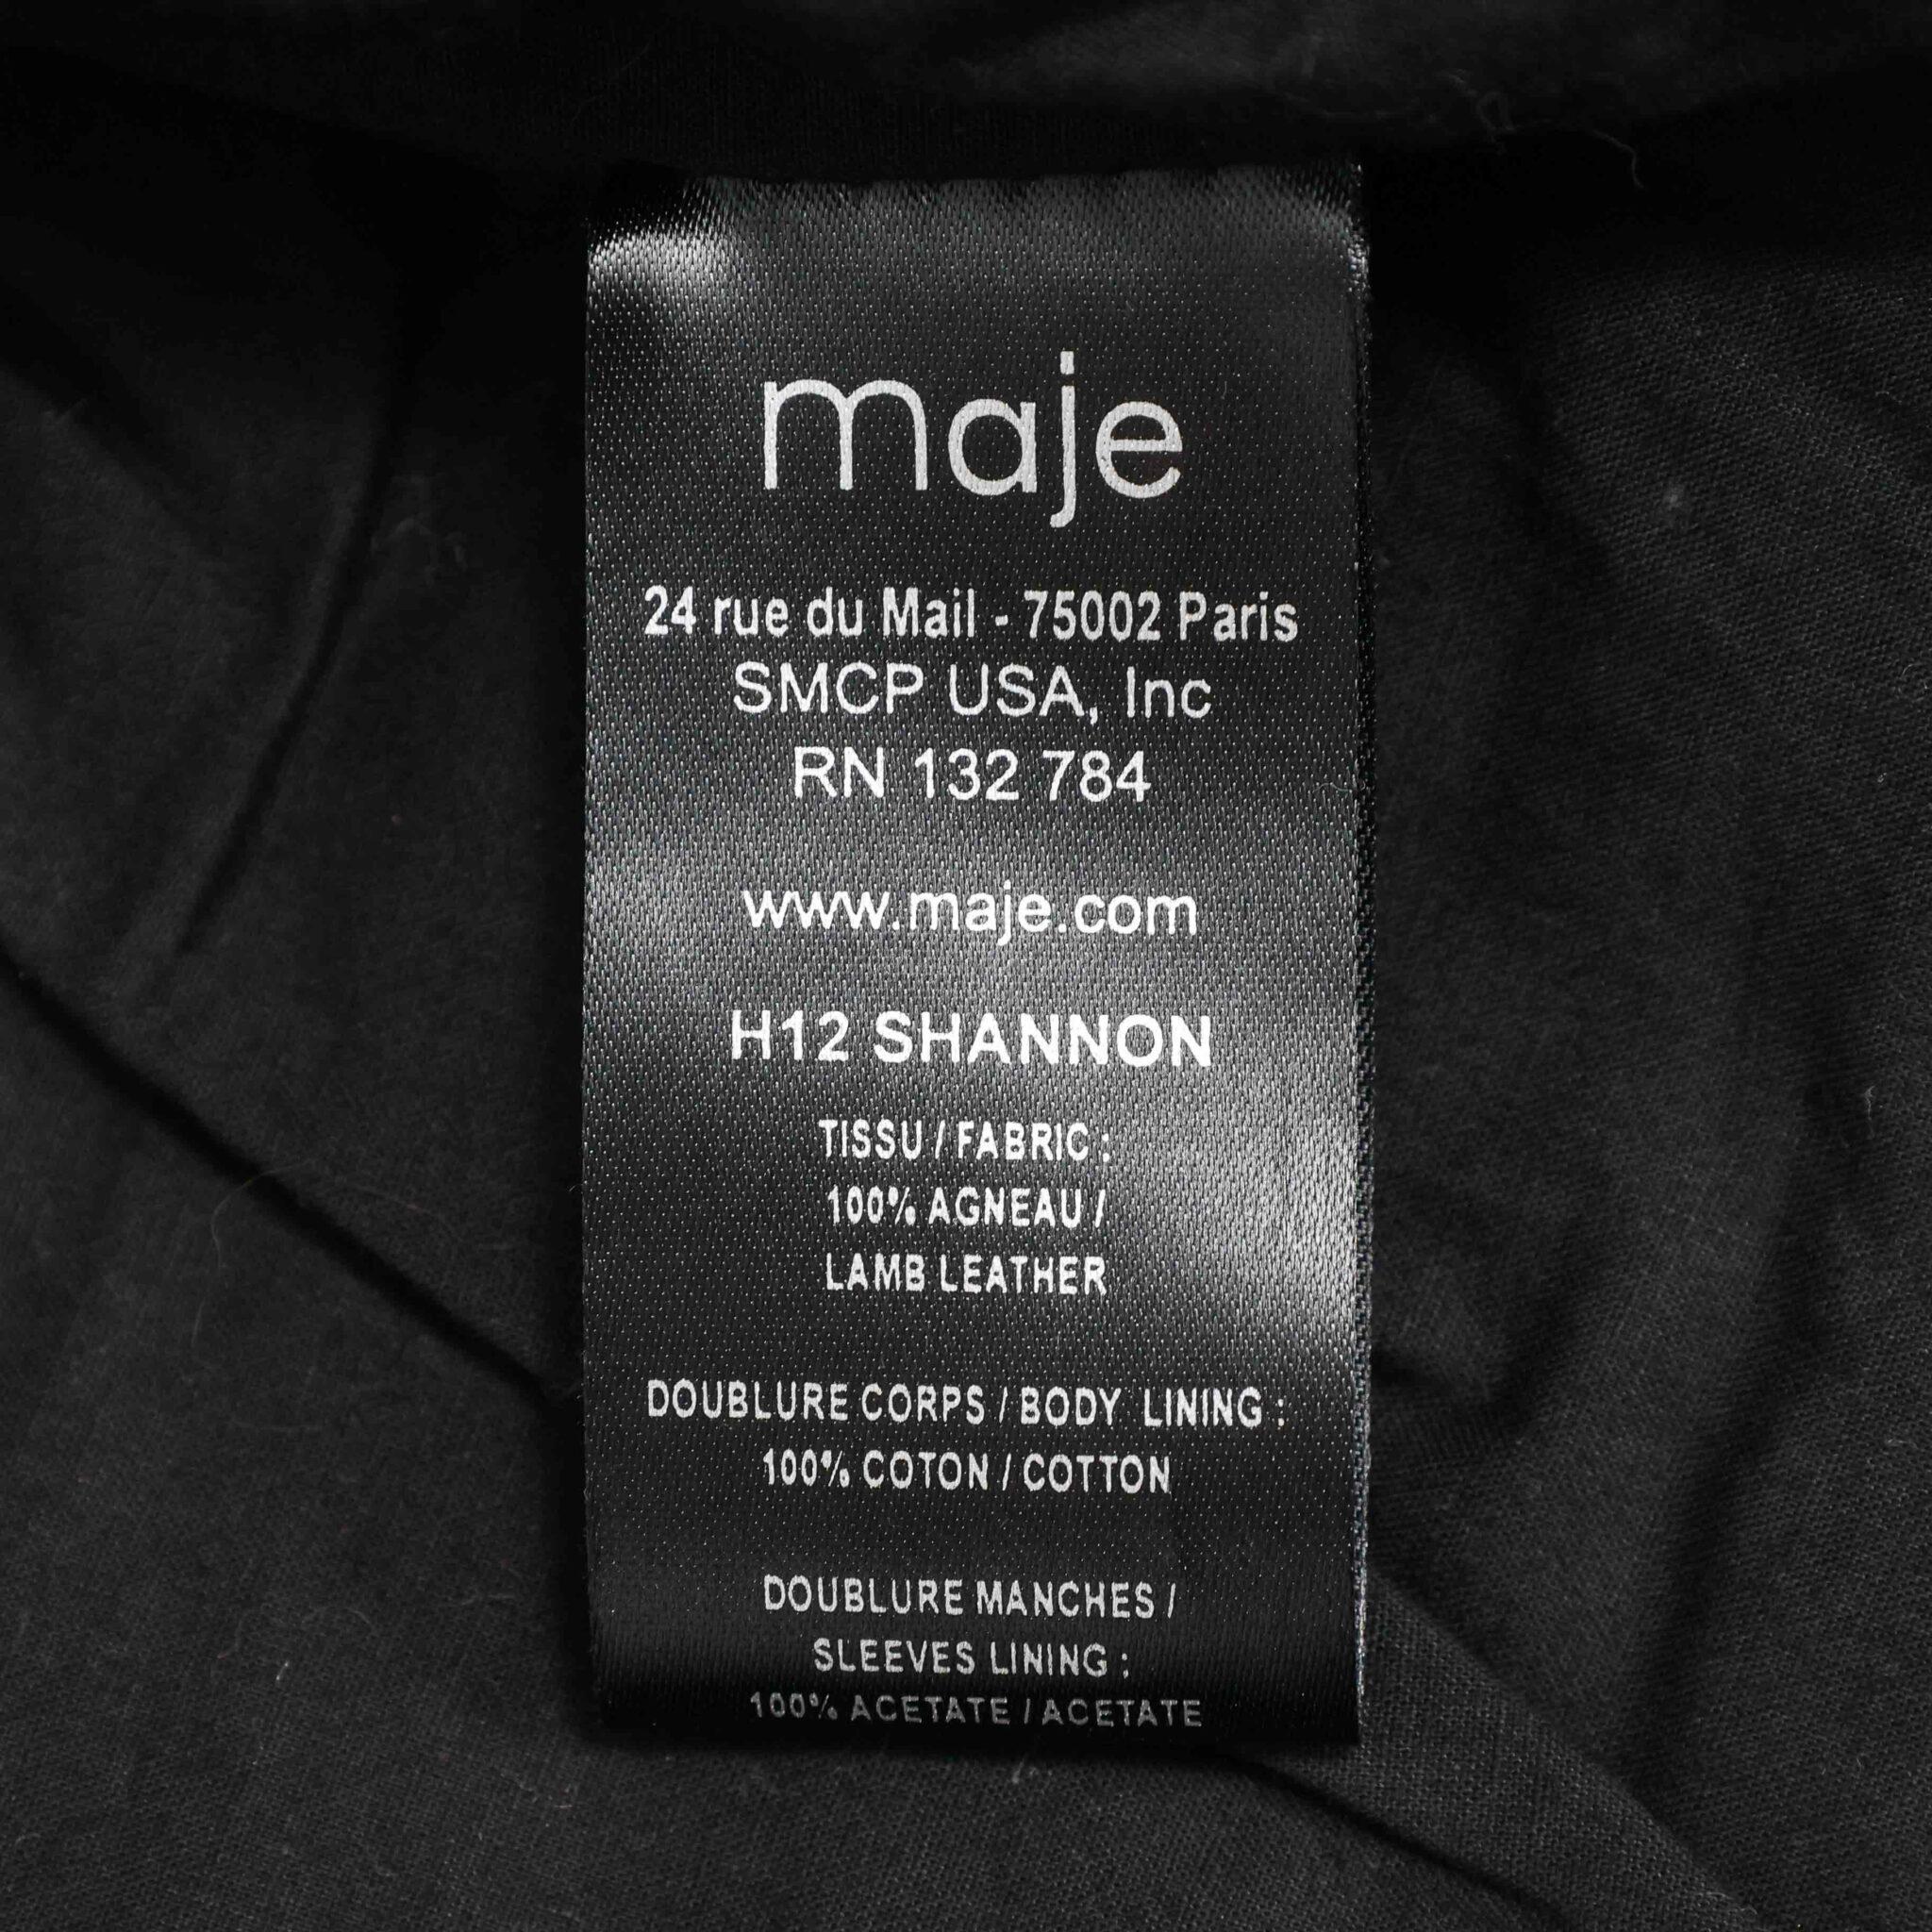 maje
24 rue du Mail - 75002 Paris
SMCP USA, Inc
RN 132 784
www.maje.com
H12 SHANNON
TISSU / FABRIC :
100% AGNEAU /
LAMB LEATHER
DOUBLURE CORPS / BODY LINING :
100% COTON / COTTON
DOUBLURE MANCHES /
SLEEVES LINING :
100% ACETATE / ACETATE